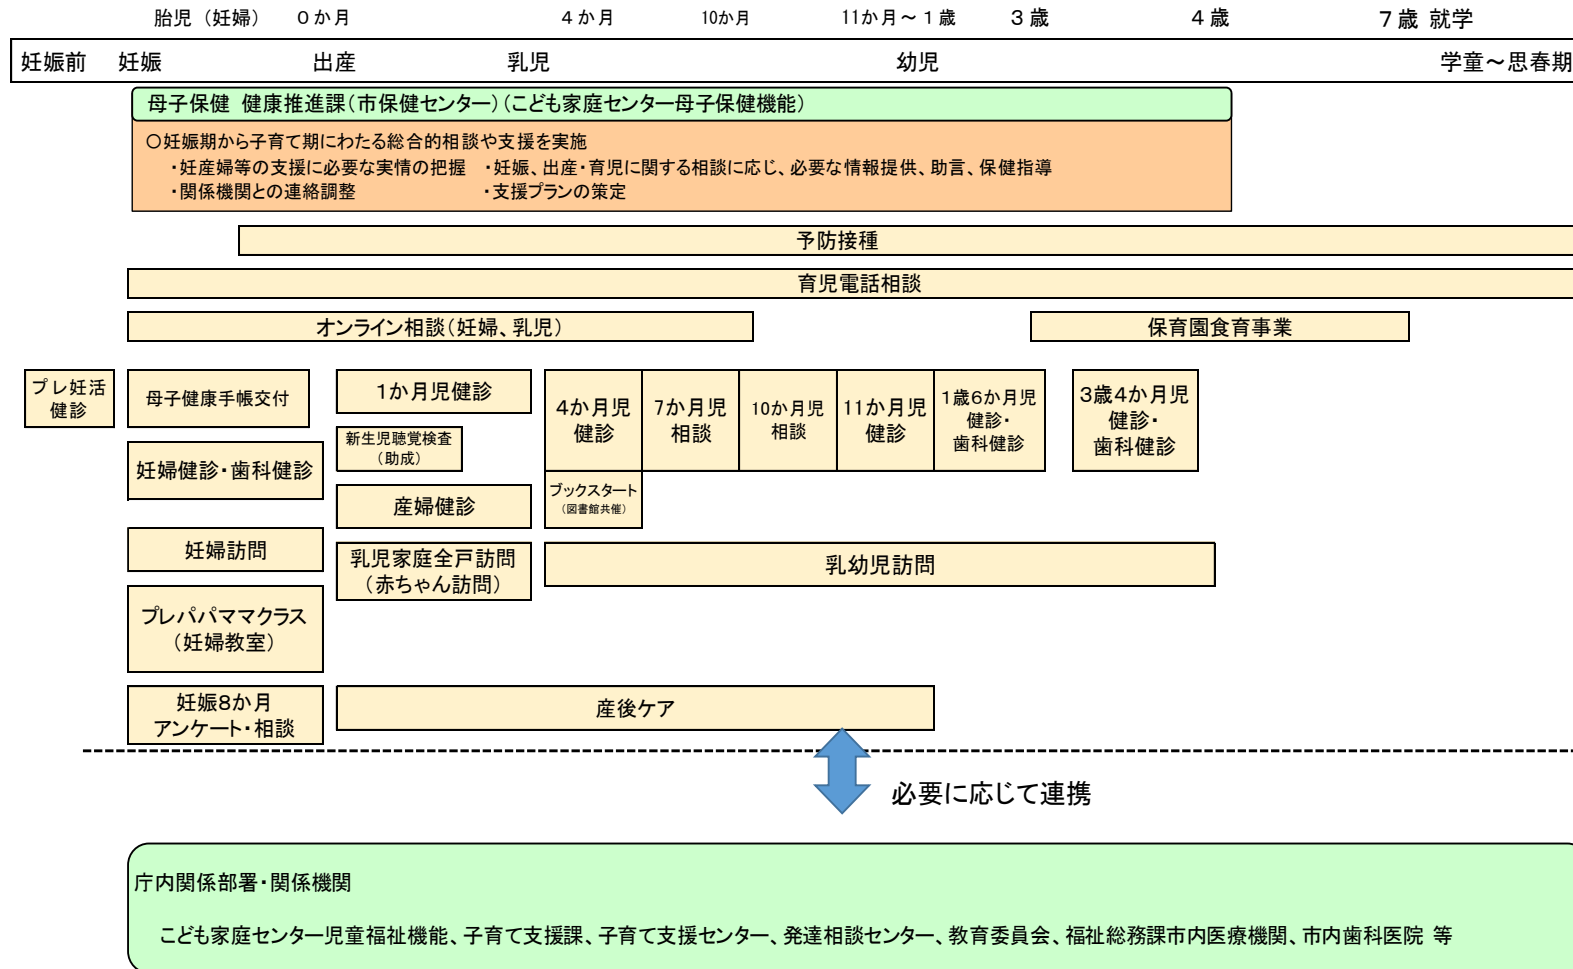 胎児（妊婦） ０か月 ４か月 10か月 11か月～１歳 ３歳 ４歳 ７歳 就学
妊娠前 妊娠 出産 乳児 幼児 学童～思春期
母子保健 健康推進課（市保健センター）（こども家庭センター母子保健機能）
○妊娠期から子育て期にわたる総合的相談や支援を実施
・妊産婦等の支援に必要な実情の把握 ・妊娠、出産・育児に関する相談に応じ、必要な情報提供、助言、保健指導
・関係機関との連絡調整 ・支援プランの策定
予防接種
育児電話相談
オンライン相談（妊婦、乳児） 保育園食育事業
プレ妊活
健診
母子健康手帳交付
1か月児健診
4か月児
健診
7か月児
相談
10か月児
相談
11か月児
健診
1歳6か月児
健診・
歯科健診
3歳4か月児
健診・
歯科健診
新生児聴覚検査
（助成）
妊婦健診・歯科健診
産婦健診
ブックスタート
（図書館共催）
妊婦訪問
乳児家庭全戸訪問
（赤ちゃん訪問）
乳幼児訪問
プレパパママクラス
（妊婦教室）
妊娠8か月
アンケート・相談
産後ケア
必要に応じて連携
庁内関係部署・関係機関
こども家庭センター児童福祉機能、子育て支援課、子育て支援センター、発達相談センター、教育委員会、福祉総務課市内医療機関、市内歯科医院 等